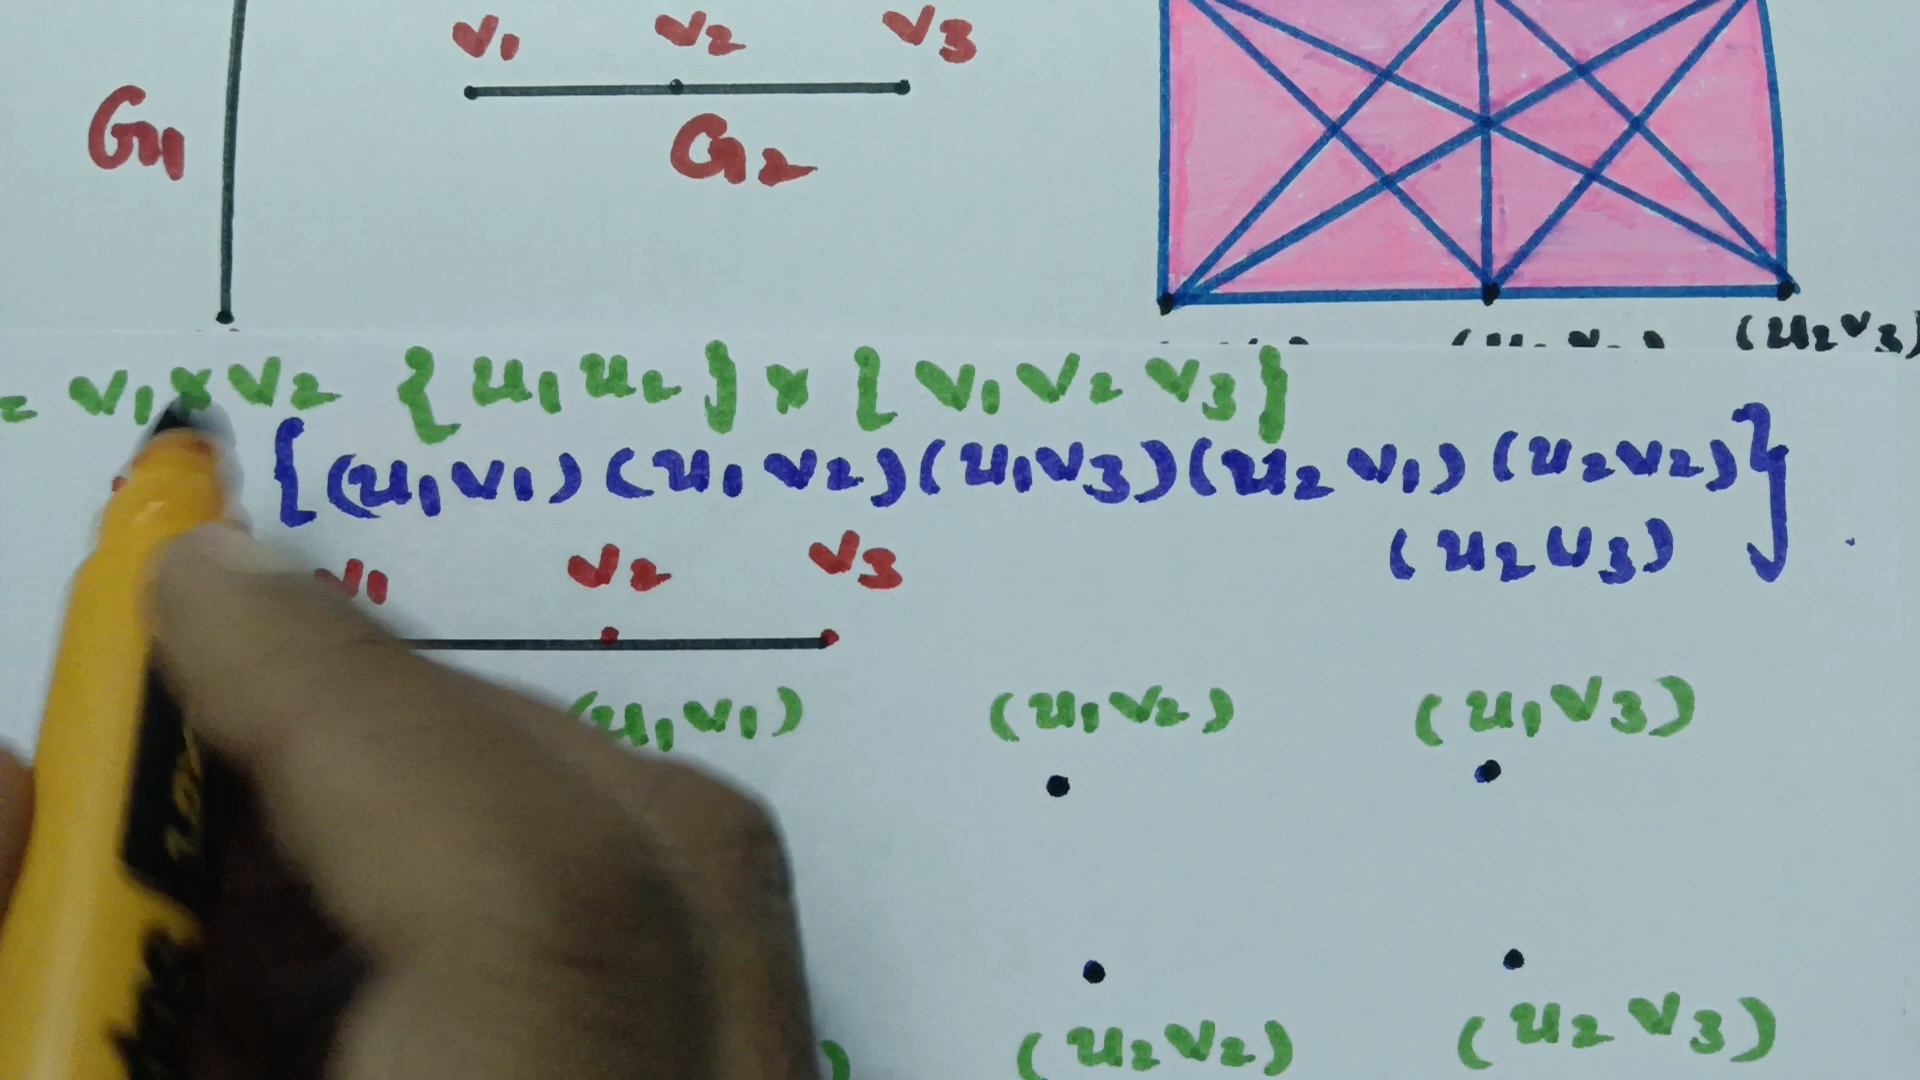 v1 v2 v3
G1
G2
(u2v3)
= v1 × v2 {u1 u2} × {v1 v2 v3}
{(u1v1) (u1v2) (u1v3) (u2v1) (u2v2)
(u2v3)}
v1 v2 v3
(u1v1) (u1v2) (u1v3)
(u2v2) (u2v3)